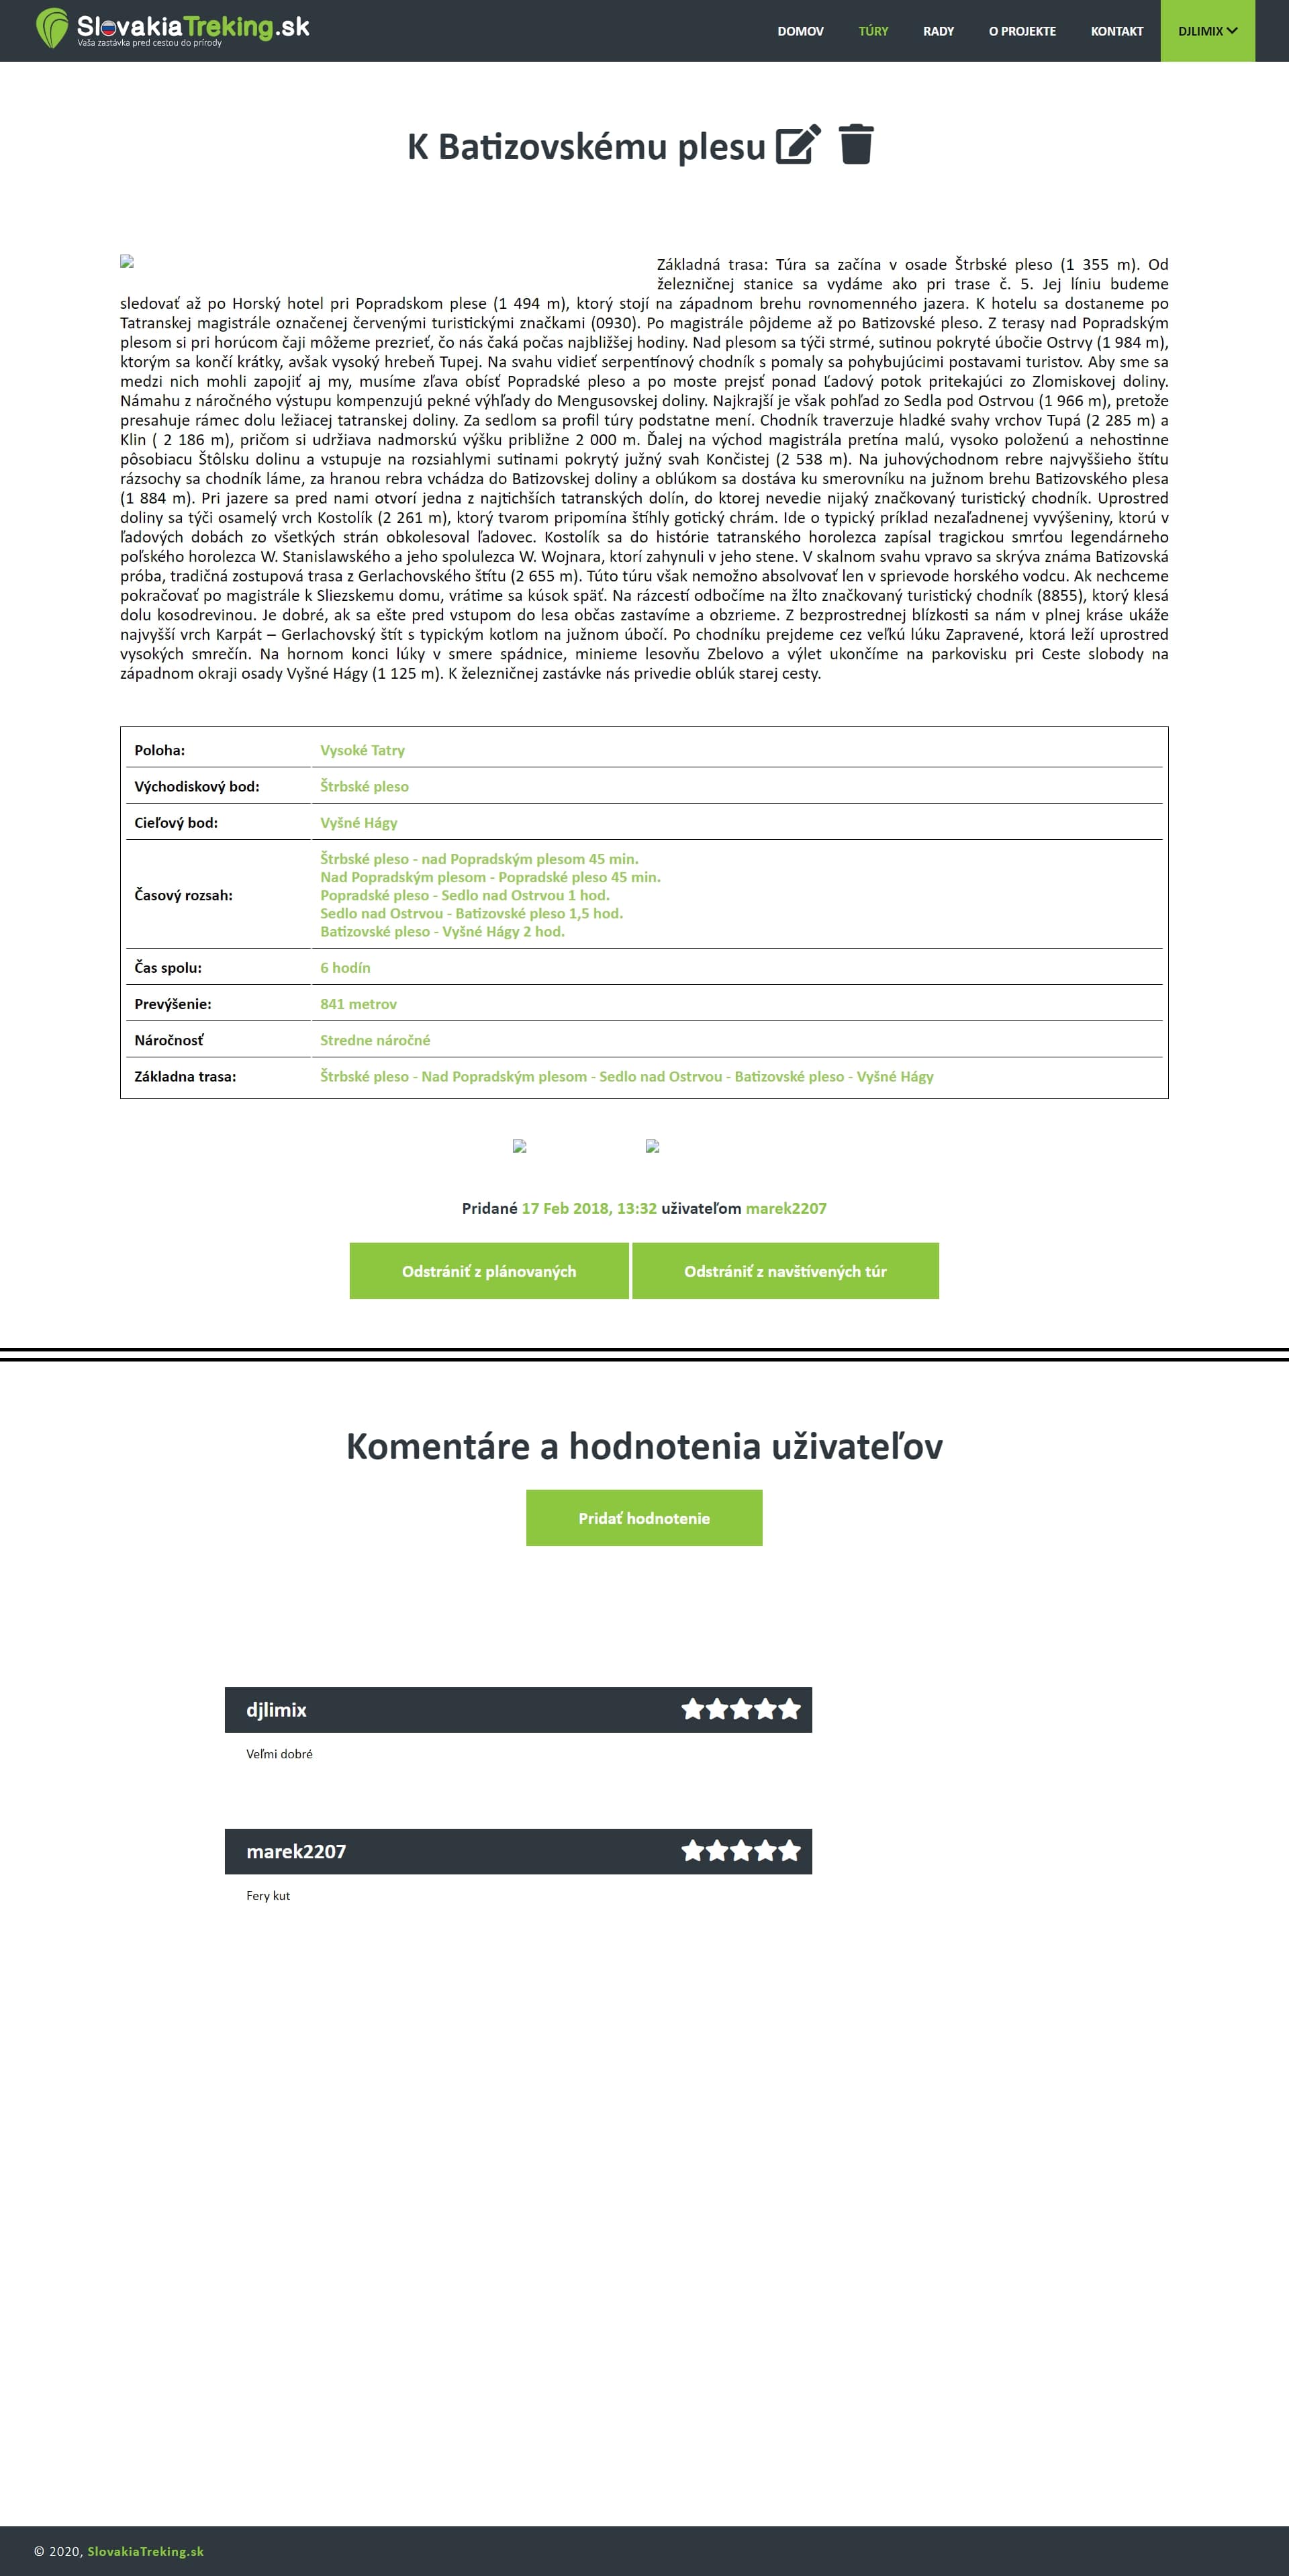 SlovakiaTreking.sk
Vaša zastávka pred cestou do prírody
DOMOV TÚRY RADY O PROJEKTE KONTAKT DJLIMIX
K Batizovskému plesu
Základná trasa: Túra sa začína v osade Štrbské pleso (1 355 m). Od
železničnej stanice sa vydáme ako pri trase č. 5. Jej líniu budeme
sledovať až po Horský hotel pri Popradskom plese (1 494 m), ktorý stojí na západnom brehu rovnomenného jazera. K hotelu sa dostaneme po
Tatranskej magistrále označenej červenými turistickými značkami (0930). Po magistrále pôjdeme až po Batizovské pleso. Z terasy nad Popradským
plesom si pri horúcom čaji môžeme prezrieť, čo nás čaká počas najbližšej hodiny. Nad plesom sa týči strmé, sutinou pokryté úbočie Ostrvy (1 984 m),
ktorým sa končí krátky, avšak vysoký hrebeň Tupej. Na svahu vidieť serpentínový chodník s pomaly sa pohybujúcimi postavami turistov. Aby sme sa
medzi nich mohli zapojiť aj my, musíme zľava obísť Popradské pleso a po moste prejsť ponad Ľadový potok pritekajúci zo Zlomiskovej doliny.
Námahu z náročného výstupu kompenzujú pekné výhľady do Mengusovskej doliny. Najkrajší je však pohľad zo Sedla pod Ostrvou (1 966 m), pretože
presahuje rámec dolu ležiacej tatranskej doliny. Za sedlom sa profil túry podstatne mení. Chodník traverzuje hladké svahy vrchov Tupá (2 285 m) a
Klin ( 2 186 m), pričom si udržiava nadmorskú výšku približne 2 000 m. Ďalej na východ magistrála pretína malú, vysoko položenú a nehostinne
pôsobiacu Štôlsku dolinu a vstupuje na rozsiahlymi sutinami pokrytý južný svah Končistej (2 538 m). Na juhovýchodnom rebre najvyššieho štítu
rázsochy sa chodník láme, za hranou rebra vchádza do Batizovskej doliny a oblúkom sa dostáva ku smerovníku na južnom brehu Batizovského plesa
(1 884 m). Pri jazere sa pred nami otvorí jedna z najtichších tatranských dolín, do ktorej nevedie nijaký značkovaný turistický chodník. Uprostred
doliny sa týči osamelý vrch Kostolík (2 261 m), ktorý tvarom pripomína štíhly gotický chrám. Ide o typický príklad nezaľadnenej vyvýšeniny, ktorú v
ľadových dobách zo všetkých strán obkolesoval ľadovec. Kostolík sa do histórie tatranského horolezca zapísal tragickou smrťou legendárneho
poľského horolezca W. Stanislawského a jeho spolulezca W. Wojnara, ktorí zahynuli v jeho stene. V skalnom svahu vpravo sa skrýva známa Batizovská
próba, tradičná zostupová trasa z Gerlachovského štítu (2 655 m). Túto túru však nemožno absolvovať len v sprievode horského vodcu. Ak nechceme
pokračovať po magistrále k Sliezskemu domu, vrátime sa kúsok späť. Na rázcestí odbočíme na žlto značkovaný turistický chodník (8855), ktorý klesá
dolu kosodrevinou. Je dobré, ak sa ešte pred vstupom do lesa občas zastavíme a obzrieme. Z bezprostrednej blízkosti sa nám v plnej kráse ukáže
najvyšší vrch Karpát – Gerlachovský štít s typickým kotlom na južnom úbočí. Po chodníku prejdeme cez veľkú lúku Zapravené, ktorá leží uprostred
vysokých smrečín. Na hornom konci lúky v smere spádnice, minieme lesovňu Zbelovo a výlet ukončíme na parkovisku pri Ceste slobody na
západnom okraji osady Vyšné Hágy (1 125 m). K železničnej zastávke nás privedie oblúk starej cesty.
Poloha: Vysoké Tatry
Východiskový bod: Štrbské pleso
Cieľový bod: Vyšné Hágy
Časový rozsah: Štrbské pleso - nad Popradským plesom 45 min.
Nad Popradským plesom - Popradské pleso 45 min.
Popradské pleso - Sedlo nad Ostrvou 1 hod.
Sedlo nad Ostrvou - Batizovské pleso 1,5 hod.
Batizovské pleso - Vyšné Hágy 2 hod.
Čas spolu: 6 hodín
Prevýšenie: 841 metrov
Náročnosť Stredne náročné
Základna trasa: Štrbské pleso - Nad Popradským plesom - Sedlo nad Ostrvou - Batizovské pleso - Vyšné Hágy
Pridané 17 Feb 2018, 13:32 uživateľom marek2207
Odstrániť z plánovaných Odstrániť z navštívených túr
Komentáre a hodnotenia uživateľov
Pridať hodnotenie
djlimix
Veľmi dobré
marek2207
Fery kut
© 2020, SlovakiaTreking.sk